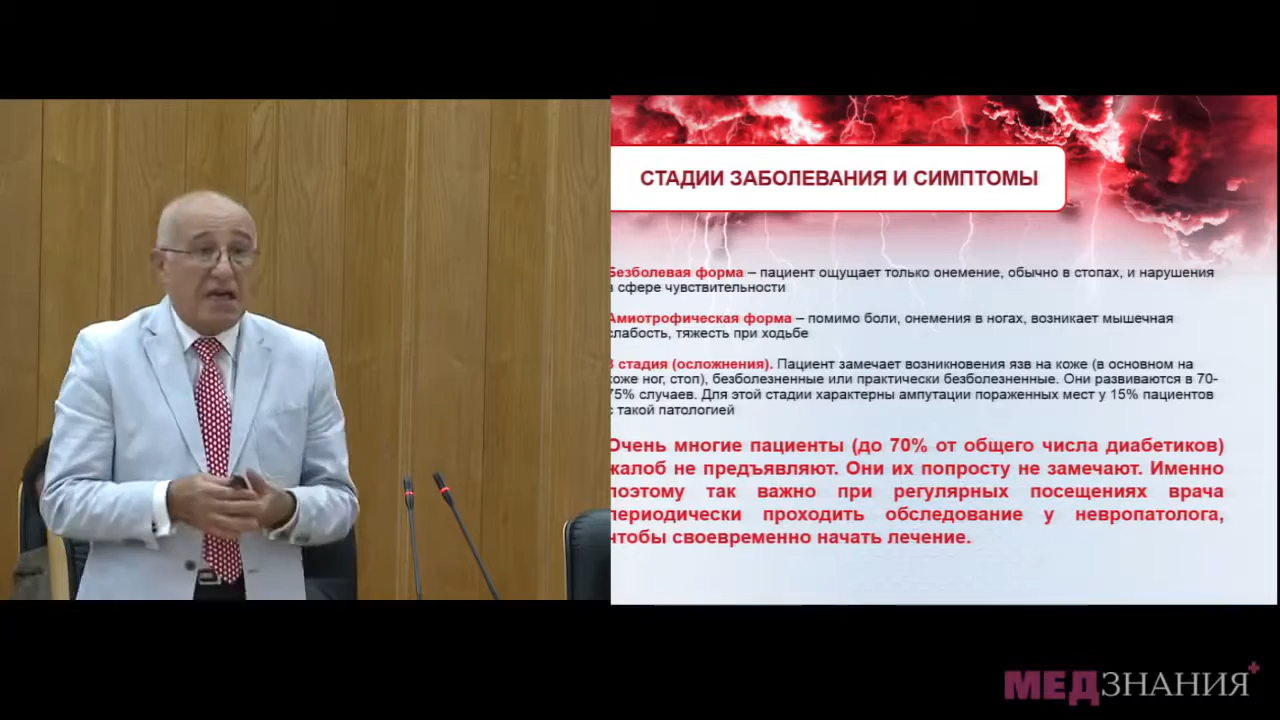 СТАДИИ ЗАБОЛЕВАНИЯ И СИМПТОМЫ
Безболевая форма – пациент ощущает только онемение, обычно в стопах, и нарушения
в сфере чувствительности
Амиотрофическая форма – помимо боли, онемения в ногах, возникает мышечная
слабость, тяжесть при ходьбе
3 стадия (осложнения). Пациент замечает возникновения язв на коже (в основном на
коже ног, стоп), безболезненные или практически безболезненные. Они развиваются в 70-
75% случаев. Для этой стадии характерны ампутации пораженных мест у 15% пациентов
с такой патологией
Очень многие пациенты (до 70% от общего числа диабетиков)
жалоб не предъявляют. Они их попросту не замечают. Именно
поэтому так важно при регулярных посещениях врача
периодически проходить обследование у невропатолога,
чтобы своевременно начать лечение.
МЕДЗНАНИЯ+